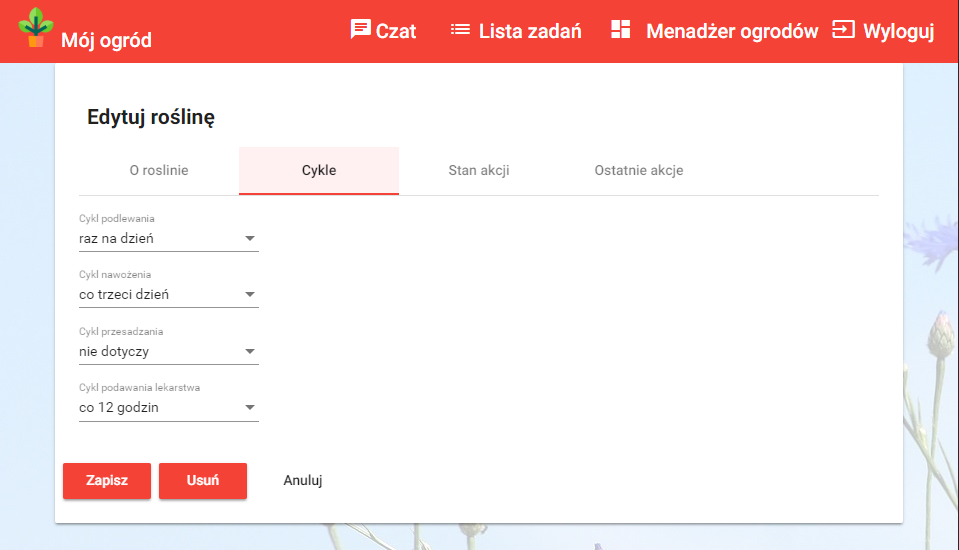 Mój ogród
Czat
Lista zadań
Menadżer ogrodów
Wyloguj
Edytuj roślinę
O roslinie
Cykle
Stan akcji
Ostatnie akcje
Cykl podlewania
raz na dzień
Cykl nawożenia
co trzeci dzień
Cykl przesadzania
nie dotyczy
Cykl podawania lekarstwa
co 12 godzin
Zapisz
Usuń
Anuluj